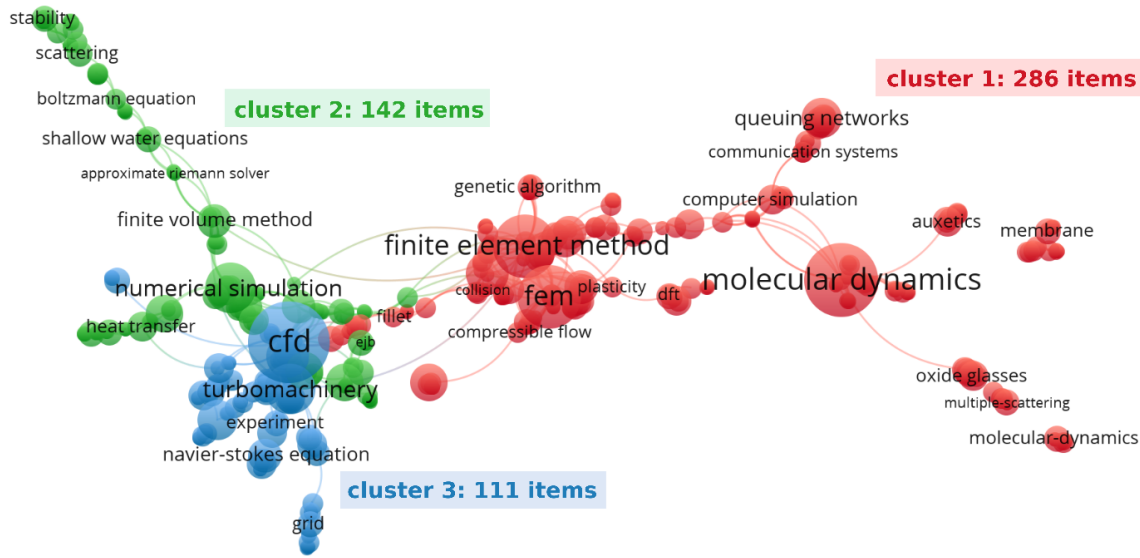 stability
scattering
cluster 1: 286 items
boltzmann equation
cluster 2: 142 items
queuing networks
shallow water equations
communication systems
approximate riemann solver
genetic algorithm
computer simulation
finite volume method
auxetics
membrane
finite element method
numerical simulation
molecular dynamics
collision
fem
plasticity
dft
heat transfer
fillet
compressible flow
cfd
ejb
oxide glasses
turbomachinery
multiple-scattering
experiment
molecular-dynamics
navier-stokes equation
cluster 3: 111 items
grid